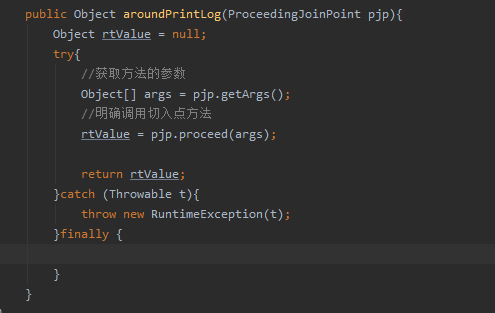 public Object aroundPrintLog(ProceedingJoinPoint pjp){
Object rtValue = null;
try{
//获取方法的参数
Object[] args = pjp.getArgs();
//明确调用切入点方法
rtValue = pjp.proceed(args);
return rtValue;
}catch (Throwable t){
throw new RuntimeException(t);
}finally {
}
}